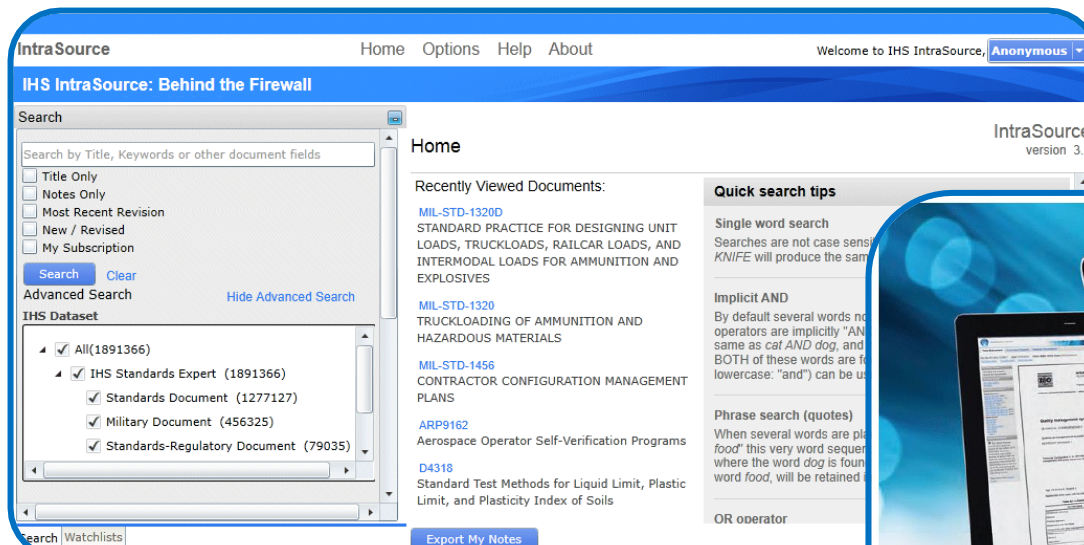 IntraSource
Home Options Help About
Welcome to IHS IntraSource, Anonymous
IHS IntraSource: Behind the Firewall
Search
Search by Title, Keywords or other document fields
Title Only
Notes Only
Most Recent Revision
New / Revised
My Subscription
Search Clear
Advanced Search Hide Advanced Search
IHS Dataset
All(1891366)
IHS Standards Expert (1891366)
Standards Document (1277127)
Military Document (456325)
Standards-Regulatory Document (79035)
Search Watchlists
Home
IntraSource
version 3.
Recently Viewed Documents:
MIL-STD-1320D
STANDARD PRACTICE FOR DESIGNING UNIT
LOADS, TRUCKLOADS, RAILCAR LOADS, AND
INTERMODAL LOADS FOR AMMUNITION AND
EXPLOSIVES
MIL-STD-1320
TRUCKLOADING OF AMMUNITION AND
HAZARDOUS MATERIALS
MIL-STD-1456
CONTRACTOR CONFIGURATION MANAGEMENT
PLANS
ARP9162
Aerospace Operator Self-Verification Programs
D4318
Standard Test Methods for Liquid Limit, Plastic
Limit, and Plasticity Index of Soils
Export My Notes
Quick search tips
Single word search
Searches are not case sensi
KNIFE will produce the sam
Implicit AND
By default several words no
operators are implicitly "AN
same as cat AND dog, and
BOTH of these words are fo
lowercase: "and") can be us
Phrase search (quotes)
When several words are pla
food" this very word sequen
where the word dog is foun
word food, will be retained i
OR operator